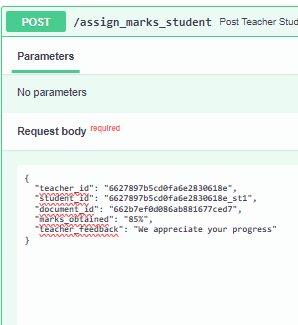 POST /assign_marks_student Post Teacher Stud
Parameters
No parameters
Request body required
{
"teacher_id": "6627897b5cd0fa6e2830618e",
"student_id": "6627897b5cd0fa6e2830618e_st1",
"document_id": "662b7ef0d086ab881677ced7",
"marks_obtained": "85%",
"teacher_feedback": "We appreciate your progress"
}